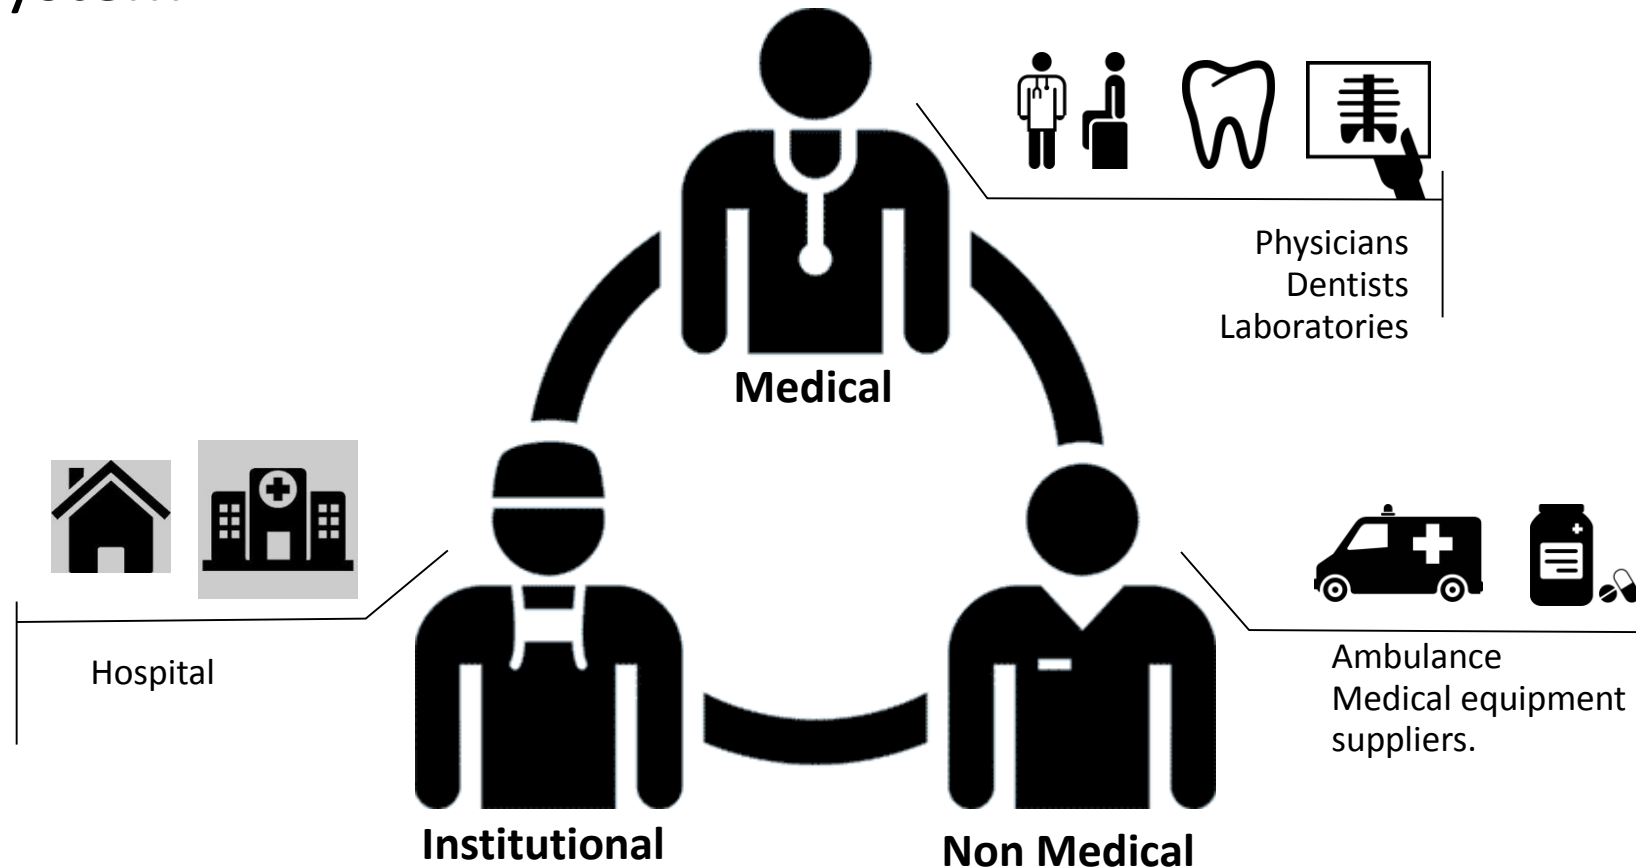 Physicians
Dentists
Laboratories
Medical
Hospital
Ambulance
Medical equipment
suppliers.
Institutional
Non Medical